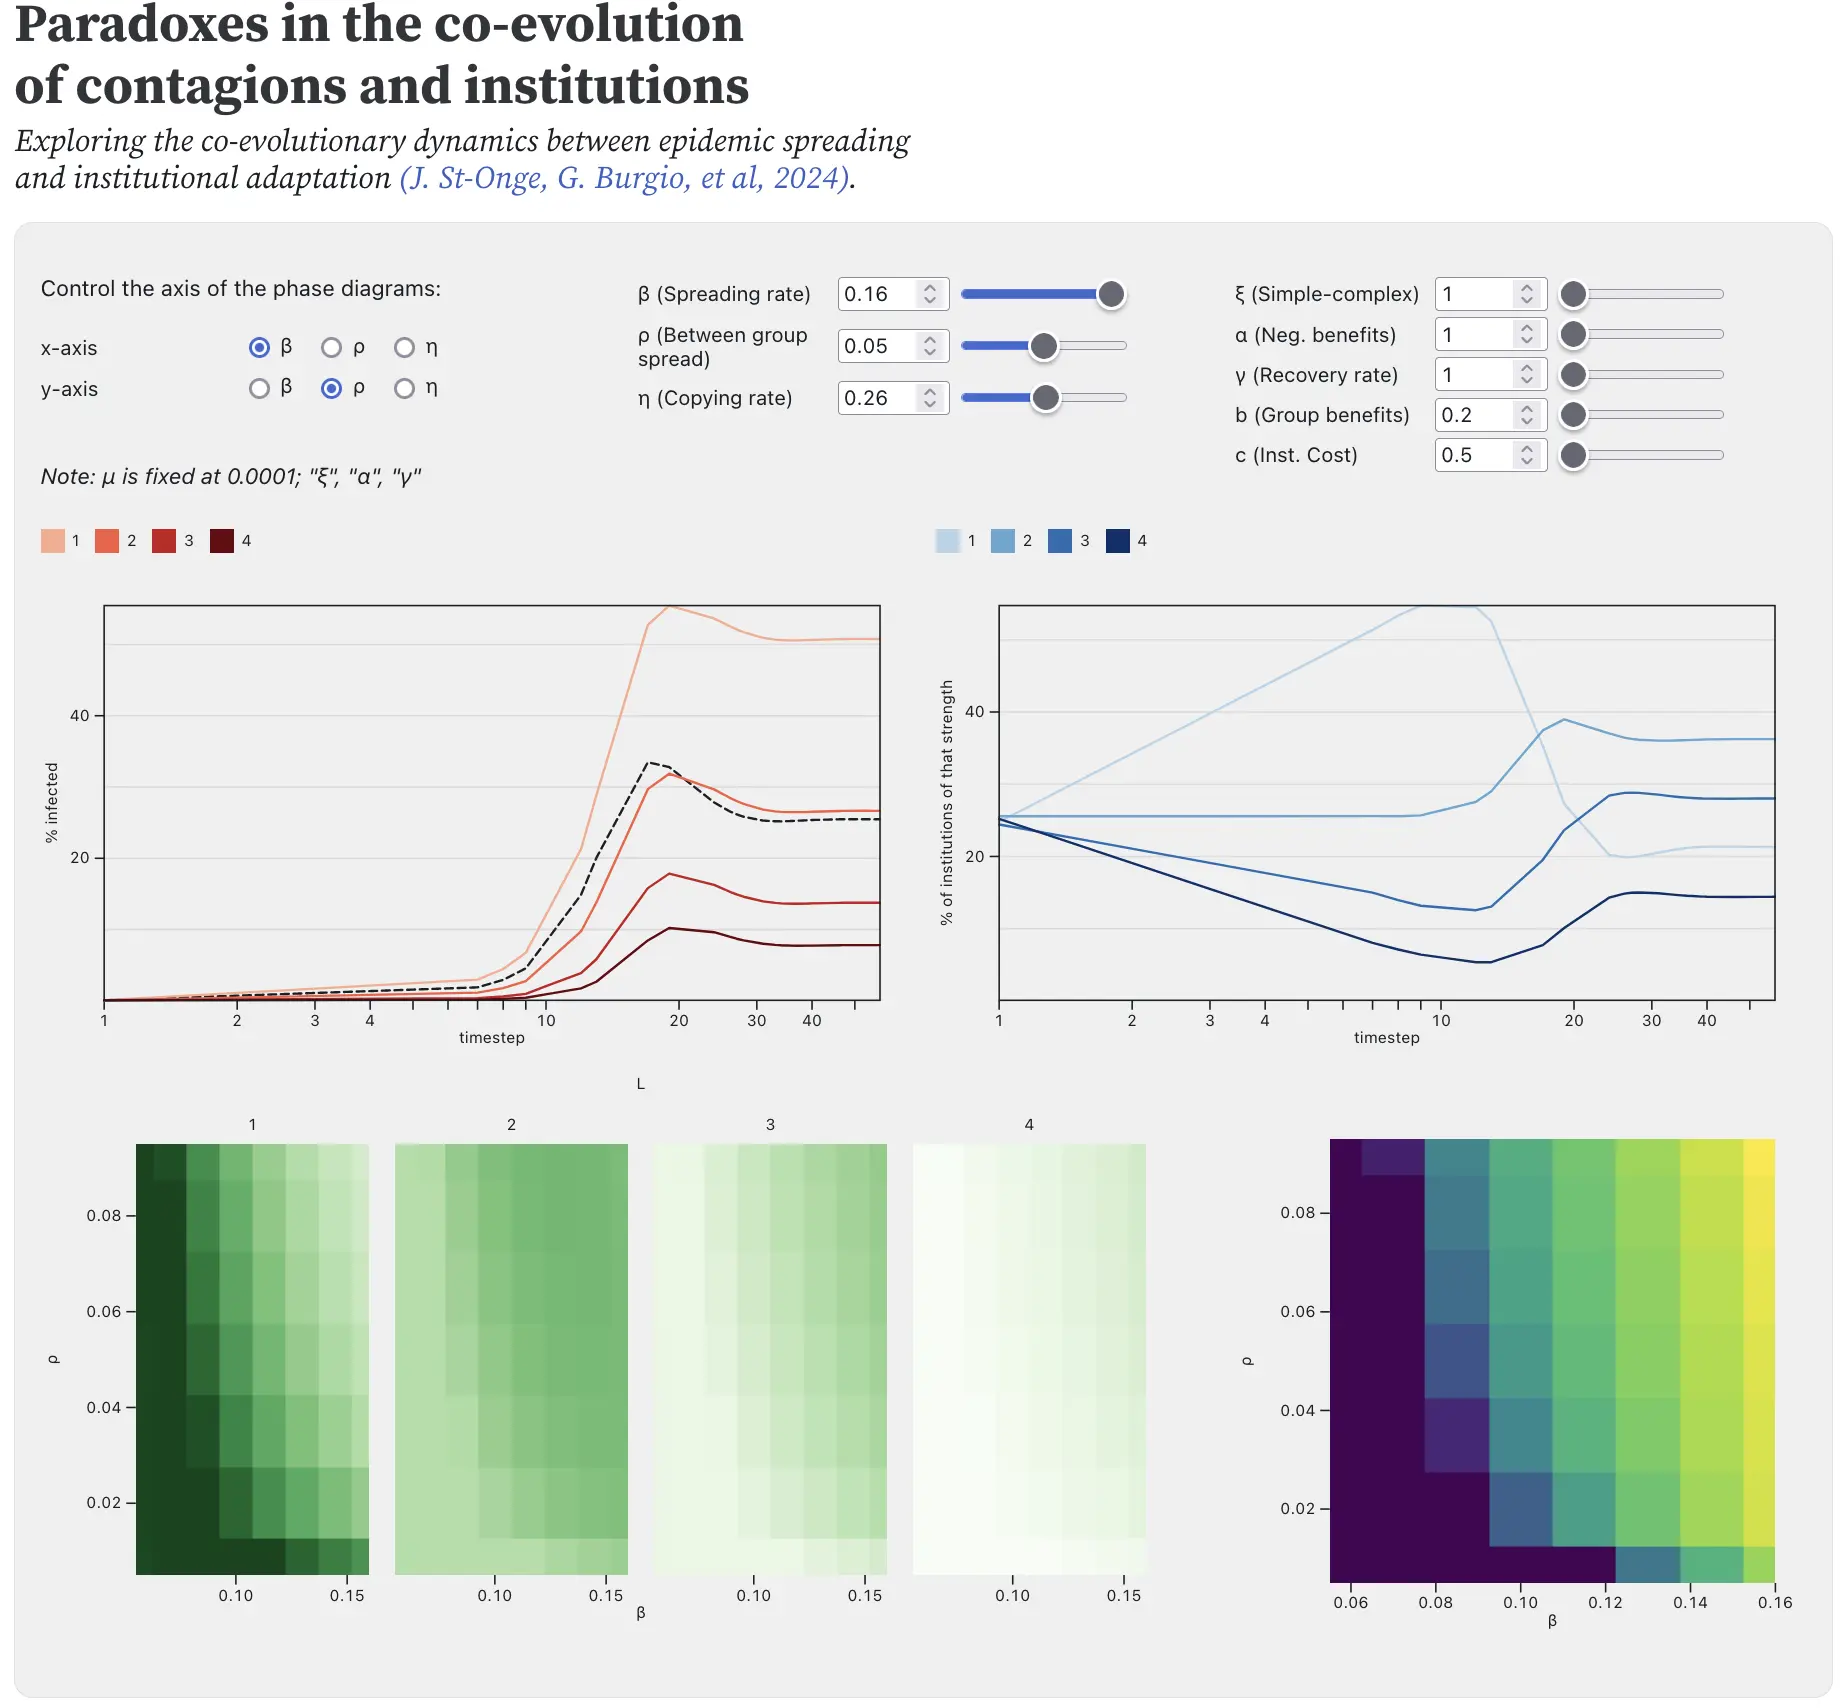 Paradoxes in the co-evolution
of contagions and institutions
Exploring the co-evolutionary dynamics between epidemic spreading
and institutional adaptation (J. St-Onge, G. Burgio, et al, 2024).
Control the axis of the phase diagrams:
x-axis β ρ η
y-axis β ρ η
Note: μ is fixed at 0.0001; "ξ", "α", "γ"
β (Spreading rate) 0.16
ρ (Between group
spread) 0.05
η (Copying rate) 0.26
ξ (Simple-complex) 1
α (Neg. benefits) 1
γ (Recovery rate) 1
b (Group benefits) 0.2
c (Inst. Cost) 0.5
1 2 3 4
% infected
40
20
1 2 3 4 10 20 30 40
timestep
1 2 3 4
% of institutions of that strength
40
20
1 2 3 4 10 20 30 40
timestep
L
1 2 3 4
ρ
0.08
0.06
0.04
0.02
0.10 0.15 0.10 0.15 0.10 0.15 0.10 0.15
β
ρ
0.08
0.06
0.04
0.02
0.06 0.08 0.10 0.12 0.14 0.16
β